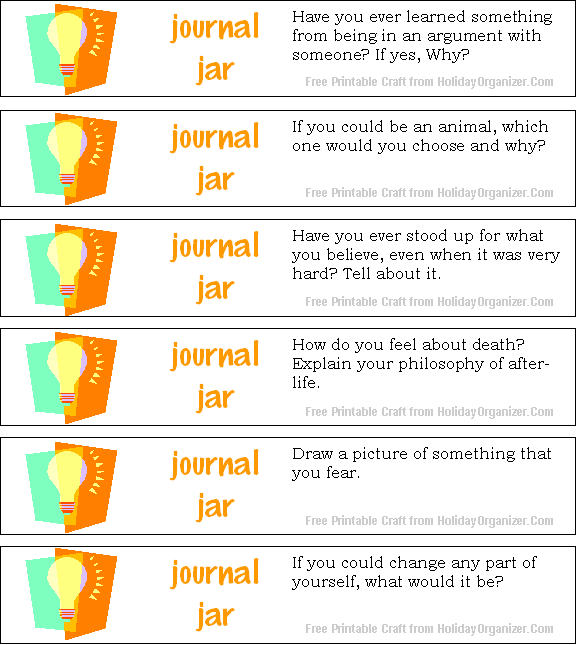 journal
jar
Have you ever learned something
from being in an argument with
someone? If yes, Why?
Free Printable Craft from HolidayOrganizer.Com
journal
jar
If you could be an animal, which
one would you choose and why?
Free Printable Craft from HolidayOrganizer.Com
journal
jar
Have you ever stood up for what
you believe, even when it was very
hard? Tell about it.
Free Printable Craft from HolidayOrganizer.Com
journal
jar
How do you feel about death?
Explain your philosophy of after-
life.
Free Printable Craft from HolidayOrganizer.Com
journal
jar
Draw a picture of something that
you fear.
Free Printable Craft from HolidayOrganizer.Com
journal
jar
If you could change any part of
yourself, what would it be?
Free Printable Craft from HolidayOrganizer.Com